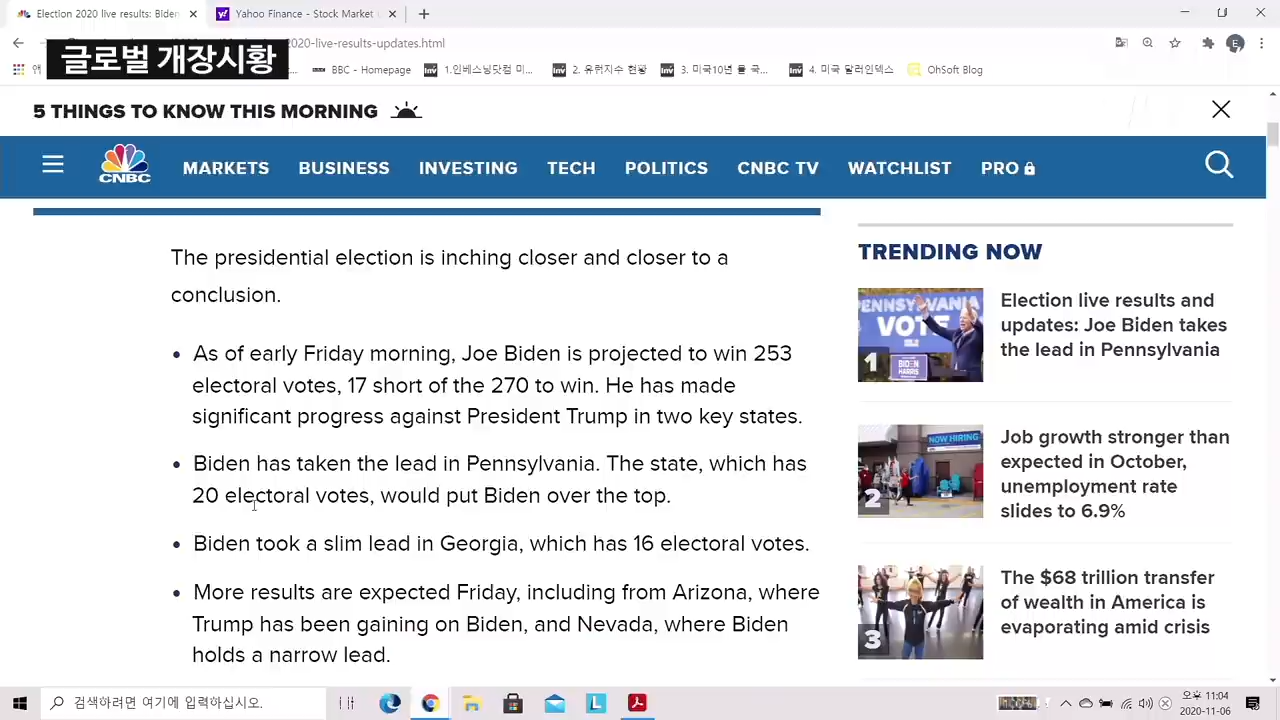 Election 2020 live results: Biden
Yahoo Finance - Stock Market L
글로벌 개장시황
2020-live-results-updates.html
BBC - Homepage
1.인베스닝닷컴 미...
2. 유뤄지수 현황
3. 미국10년 물 국...
4. 미국 달러인덱스
OhSoft Blog
5 THINGS TO KNOW THIS MORNING
CNBC
MARKETS BUSINESS INVESTING TECH POLITICS CNBC TV WATCHLIST PRO
The presidential election is inching closer and closer to a
conclusion.
• As of early Friday morning, Joe Biden is projected to win 253
electoral votes, 17 short of the 270 to win. He has made
significant progress against President Trump in two key states.
• Biden has taken the lead in Pennsylvania. The state, which has
20 electoral votes, would put Biden over the top.
• Biden took a slim lead in Georgia, which has 16 electoral votes.
• More results are expected Friday, including from Arizona, where
Trump has been gaining on Biden, and Nevada, where Biden
holds a narrow lead.
TRENDING NOW
PENNSYLVANIA
VOTE
BIDEN
HARRIS
1
Election live results and
updates: Joe Biden takes
the lead in Pennsylvania
NOW HIRING
2
Job growth stronger than
expected in October,
unemployment rate
slides to 6.9%
3
The $68 trillion transfer
of wealth in America is
evaporating amid crisis
검색하려면 여기에 입력하십시오.
오후 11:04
2020-11-06